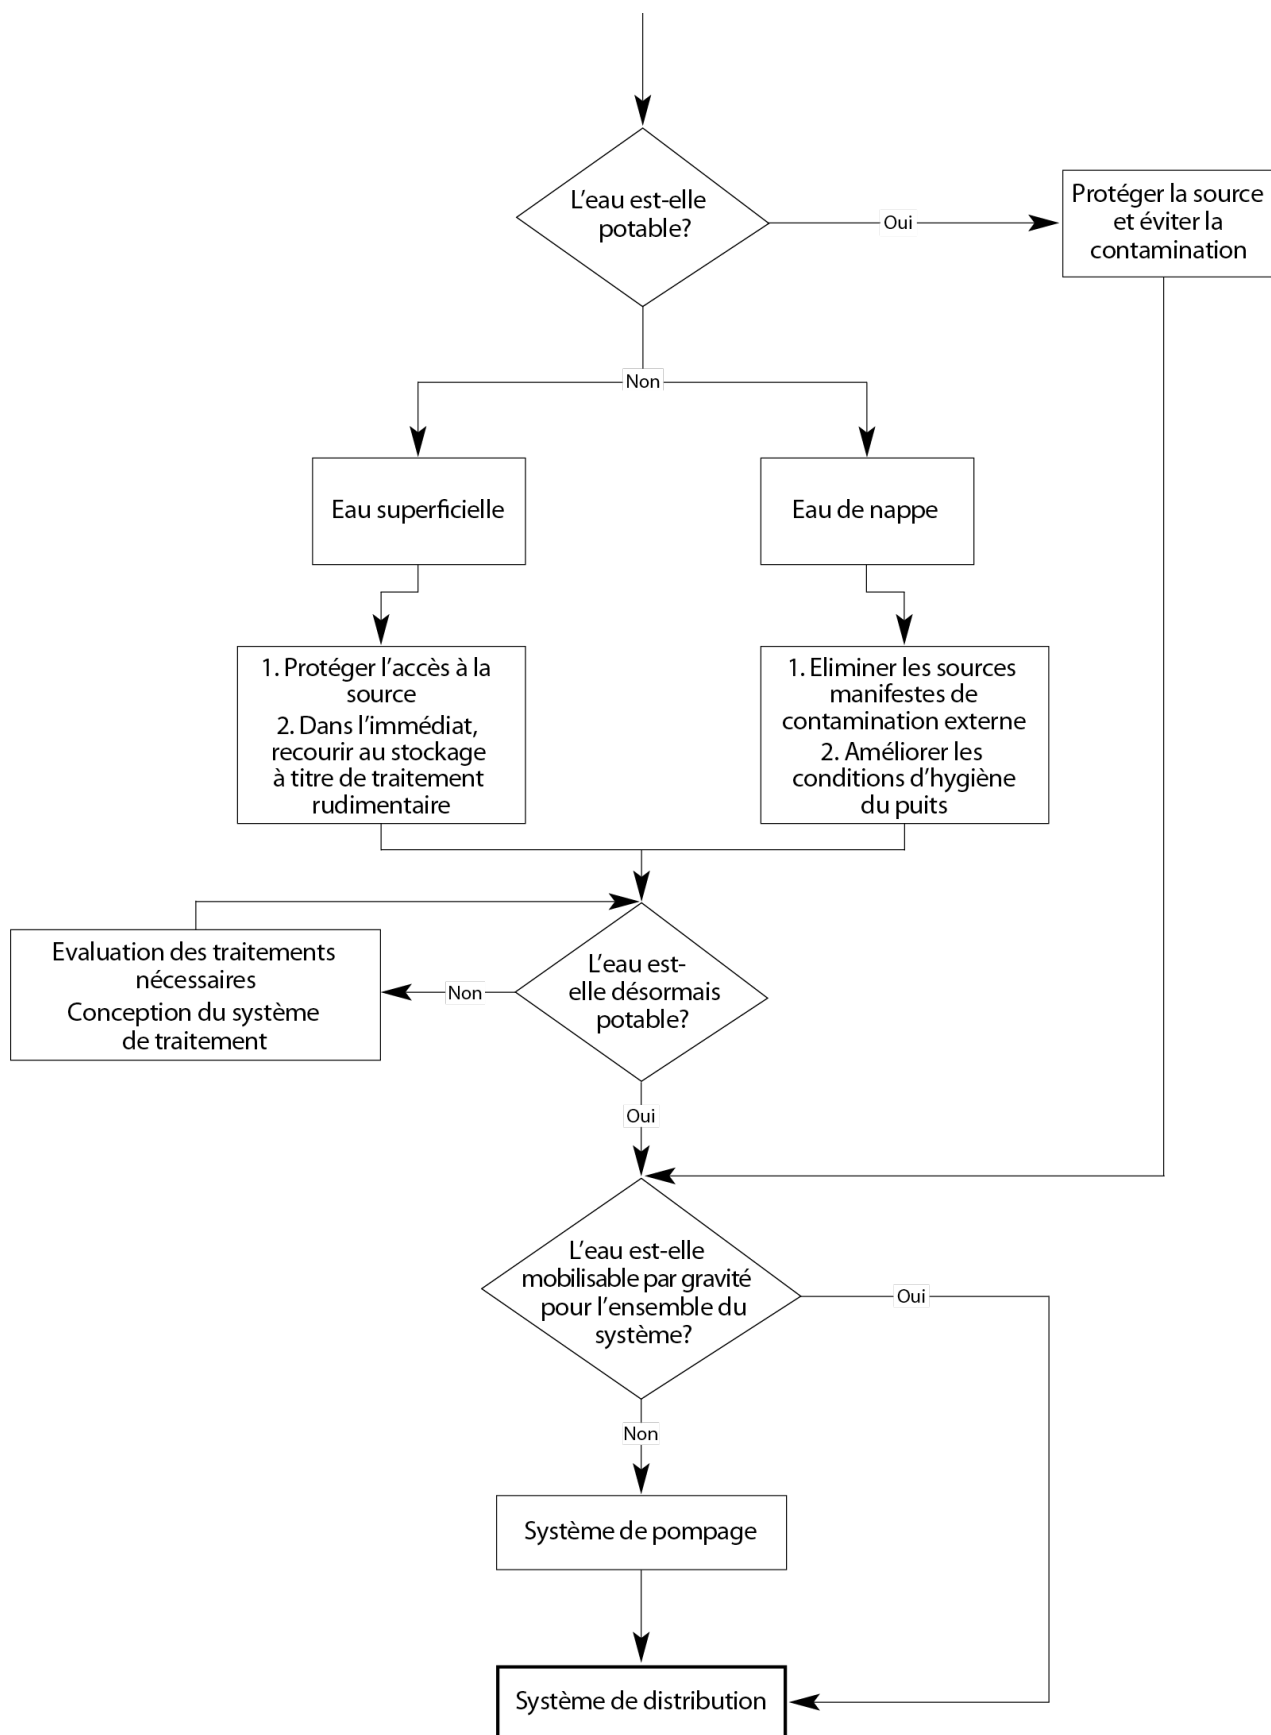 L'eau est-elle
potable?
Oui
Protéger la source
et éviter la
contamination
Non
Eau superficielle
Eau de nappe
1. Protéger l'accès à la
source
2. Dans l'immédiat,
recourir au stockage
à titre de traitement
rudimentaire
1. Eliminer les sources
manifestes de
contamination externe
2. Améliorer les
conditions d'hygiène
du puits
Evaluation des traitements
nécessaires
Conception du système
de traitement
Non
L'eau est-
elle désormais
potable?
Oui
L'eau est-elle
mobilisable par gravité
pour l'ensemble du
système?
Oui
Non
Système de pompage
Système de distribution